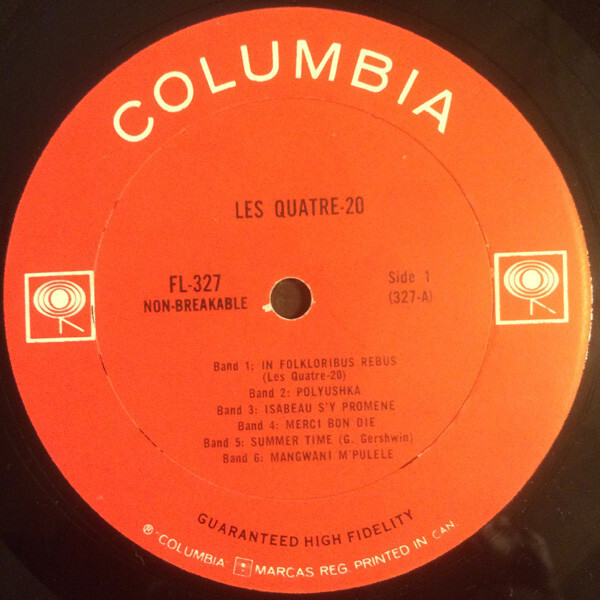 COLUMBIA
LES QUATRE-20
FL-327
NON-BREAKABLE
Side 1
(327-A)
Band 1: IN FOLKLORIBUS REBUS
(Les Quatre-20)
Band 2: POLYUSHKA
Band 3: ISABEAU S'Y PROMENE
Band 4: MERCI BON DIE
Band 5: SUMMER TIME (G. Gershwin)
Band 6: MANGWANI M'PULELE
GUARANTEED HIGH FIDELITY
® "COLUMBIA" MARCAS REG. PRINTED IN CAN.